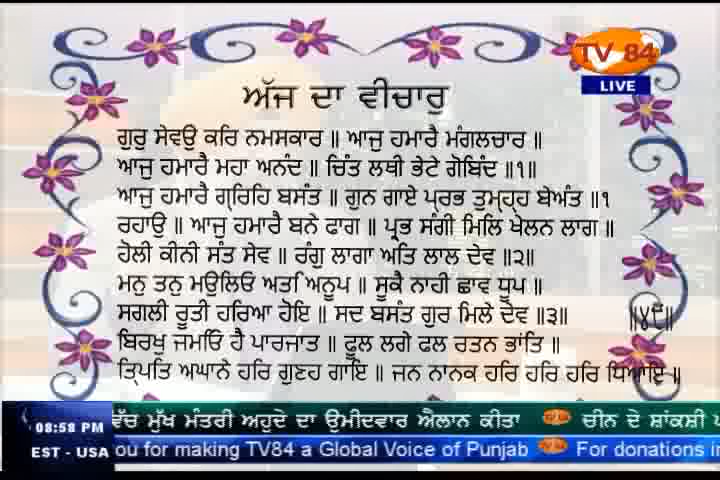 TV 84
LIVE
ਅੱਜ ਦਾ ਵੀਚਾਰੁ
ਗੁਰੁ ਸੇਵਉ ਕਰਿ ਨਮਸਕਾਰ ॥ ਆਜੁ ਹਮਾਰੈ ਮੰਗਲਚਾਰ ॥
ਆਜੁ ਹਮਾਰੈ ਮਹਾ ਅਨੰਦ ॥ ਚਿੰਤ ਲਥੀ ਭੇਟੇ ਗੋਬਿੰਦ ॥੧॥
ਆਜੁ ਹਮਾਰੈ ਗ੍ਰਿਹਿ ਬਸੰਤ ॥ ਗੁਨ ਗਾਏ ਪ੍ਰਭ ਤੁਮ੍ਹ੍ਹ ਬੇਅੰਤ ॥੧
ਰਹਾਉ ॥ ਆਜੁ ਹਮਾਰੈ ਬਨੇ ਫਾਗ ॥ ਪ੍ਰਭ ਸੰਗੀ ਮਿਲਿ ਖੇਲਨ ਲਾਗ ॥
ਹੋਲੀ ਕੀਨੀ ਸੰਤ ਸੇਵ ॥ ਰੰਗੁ ਲਾਗਾ ਅਤਿ ਲਾਲ ਦੇਵ ॥੨॥
ਮਨੁ ਤਨੁ ਮਉਲਿਓ ਅਤਿ ਅਨੂਪ ॥ ਸੂਕੈ ਨਾਹੀ ਛਾਵ ਧੂਪ ॥
ਸਗਲੀ ਰੂਤੀ ਹਰਿਆ ਹੋਇ ॥ ਸਦ ਬਸੰਤ ਗੁਰ ਮਿਲੇ ਦੇਵ ॥੩॥
ਬਿਰਖੁ ਜਮਿਓ ਹੈ ਪਾਰਜਾਤ ॥ ਫੂਲ ਲਗੇ ਫਲ ਰਤਨ ਭਾਂਤਿ ॥
ਤ੍ਰਿਪਤਿ ਅਘਾਨੇ ਹਰਿ ਗੁਣਹ ਗਾਇ ॥ ਜਨ ਨਾਨਕ ਹਰਿ ਹਰਿ ਹਰਿ ਧਿਆਇ ॥
08:58 PM
EST - USA
ਵਿੱਚ ਮੁੱਖ ਮੰਤਰੀ ਅਹੁਦੇ ਦਾ ਉਮੀਦਵਾਰ ਐਲਾਨ ਕੀਤਾ ਚੀਨ ਦੇ ਸ਼ਾਂਕਸ਼ੀ
ou for making TV84 a Global Voice of Punjab For donations in